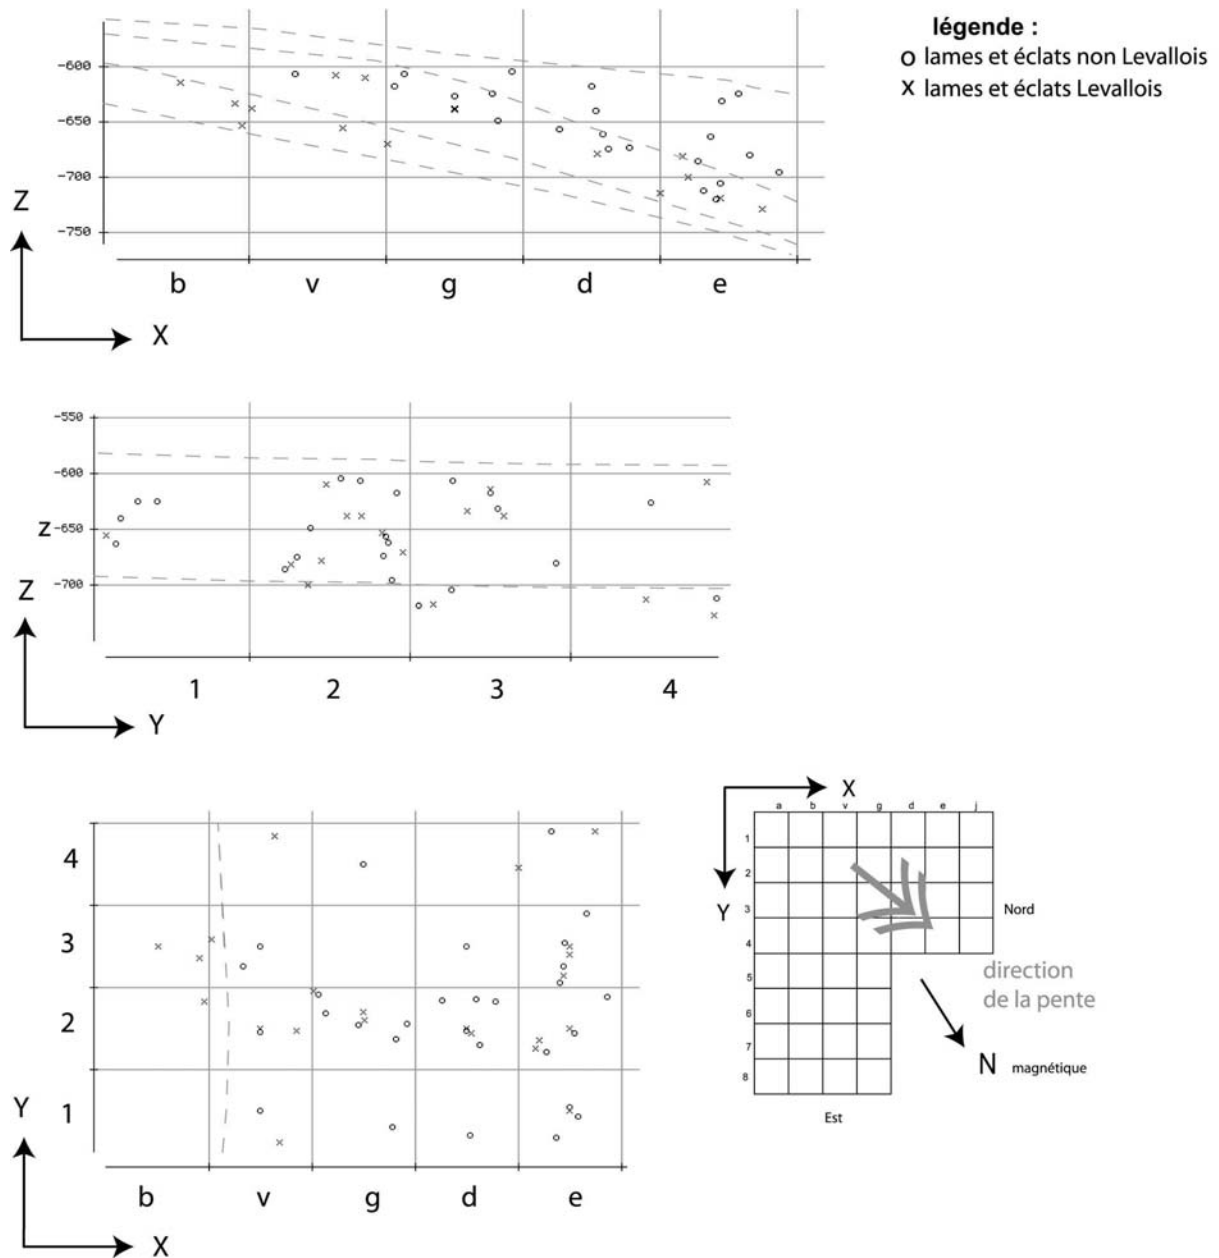 légende :
o lames et éclats non Levallois
x lames et éclats Levallois
-600
-650
-700
-750
Z
b v g d e
X
-550
-600
z -650
-700
Z
1 2 3 4
Y
4
3
2
1
Y
b v g d e
X
X
a b v g d e j
1
2
3
4
5
6
7
8
Y
Nord
direction
de la pente
N magnétique
Est